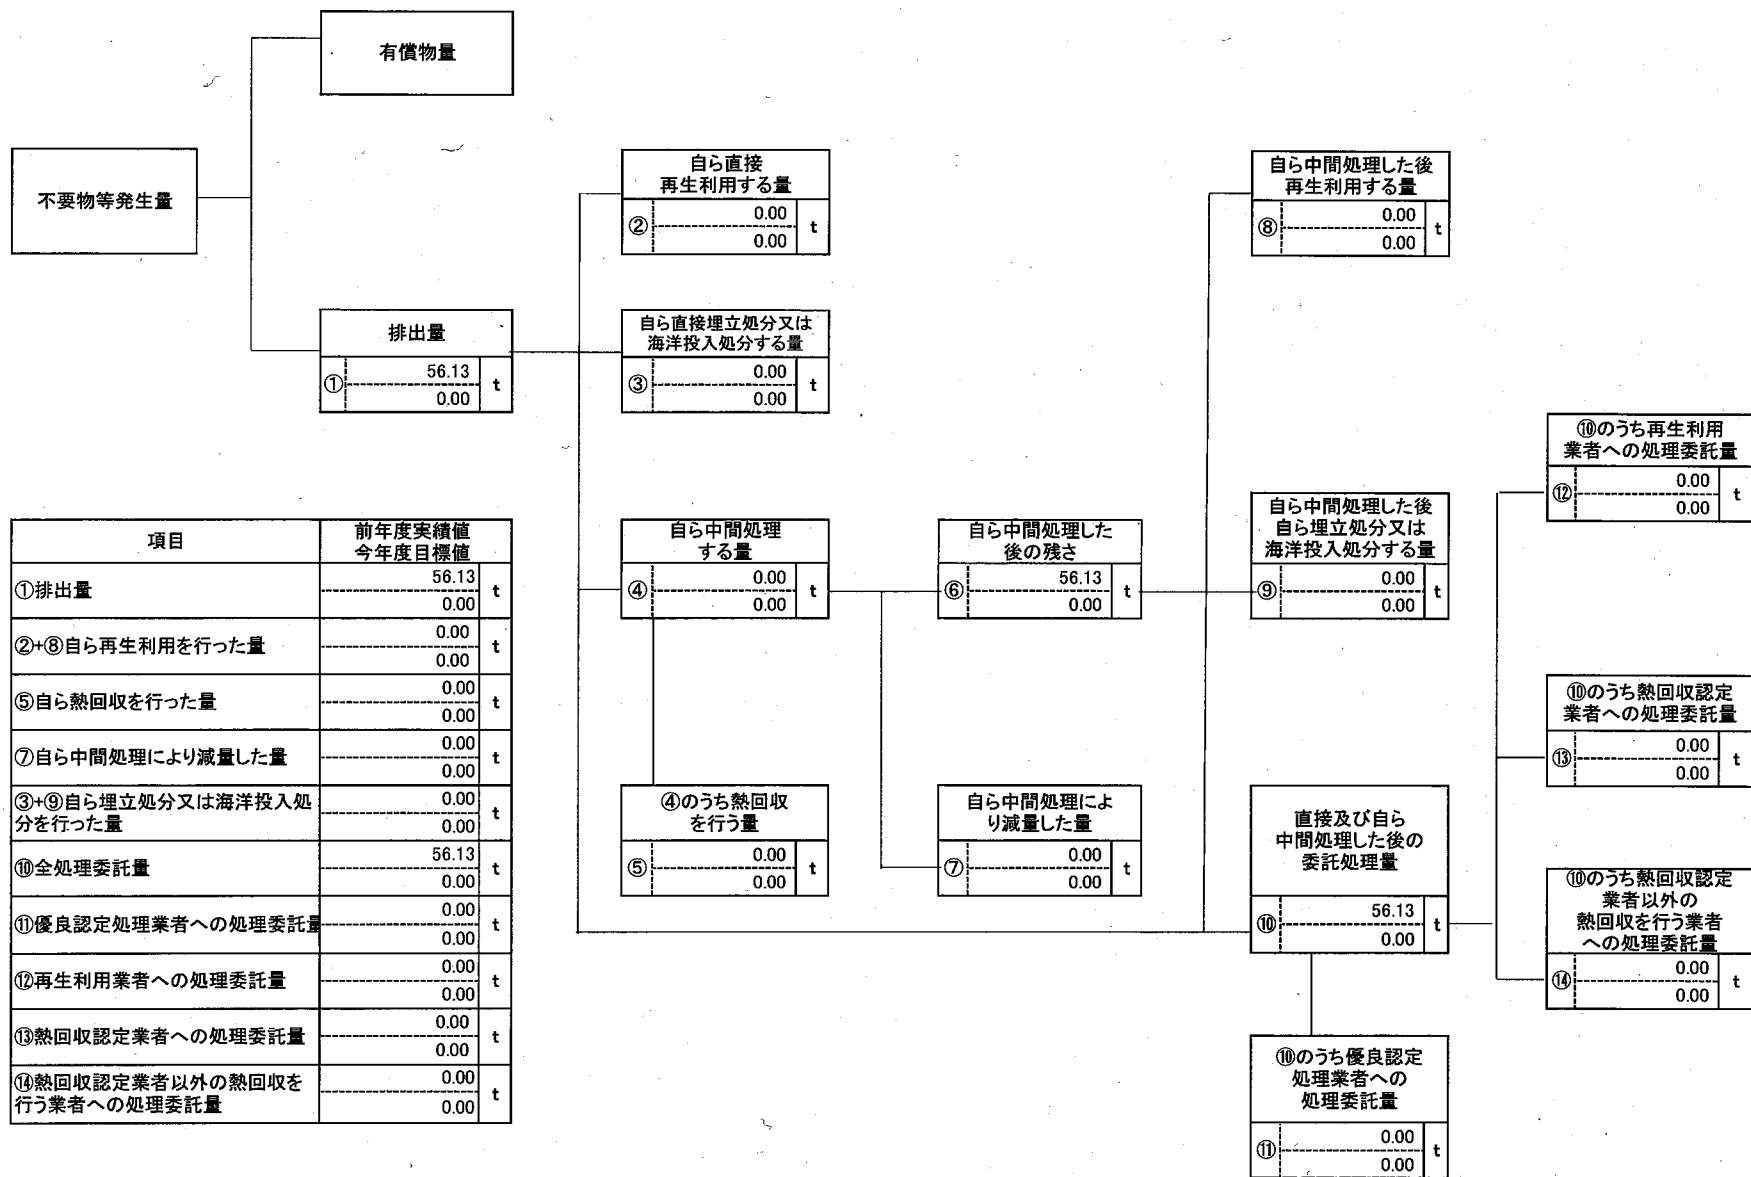 有償物量
不要物等発生量
排出量
①
56.13
0.00
t
自ら直接
再生利用する量
②
0.00
0.00
t
自ら直接埋立処分又は
海洋投入処分する量
③
0.00
0.00
t
自ら中間処理
する量
④
0.00
0.00
t
④のうち熱回収
を行う量
⑤
0.00
0.00
t
自ら中間処理した
後の残さ
⑥
56.13
0.00
t
自ら中間処理によ
り減量した量
⑦
0.00
0.00
t
自ら中間処理した後
再生利用する量
⑧
0.00
0.00
t
自ら中間処理した後
自ら埋立処分又は
海洋投入処分する量
⑨
0.00
0.00
t
直接及び自ら
中間処理した後の
委託処理量
⑩
56.13
0.00
t
⑩のうち優良認定
処理業者への
処理委託量
⑪
0.00
0.00
t
⑩のうち再生利用
業者への処理委託量
⑫
0.00
0.00
t
⑩のうち熱回収認定
業者への処理委託量
⑬
0.00
0.00
t
⑩のうち熱回収認定
業者以外の
熱回収を行う業者
への処理委託量
⑭
0.00
0.00
t
項目
前年度実績値
今年度目標値
①排出量
56.13
0.00
t
②+⑧自ら再生利用を行った量
0.00
0.00
t
⑤自ら熱回収を行った量
0.00
0.00
t
⑦自ら中間処理により減量した量
0.00
0.00
t
③+⑨自ら埋立処分又は海洋投入処
分を行った量
0.00
0.00
t
⑩全処理委託量
56.13
0.00
t
⑪優良認定処理業者への処理委託量
0.00
0.00
t
⑫再生利用業者への処理委託量
0.00
0.00
t
⑬熱回収認定業者への処理委託量
0.00
0.00
t
⑭熱回収認定業者以外の熱回収を
行う業者への処理委託量
0.00
0.00
t